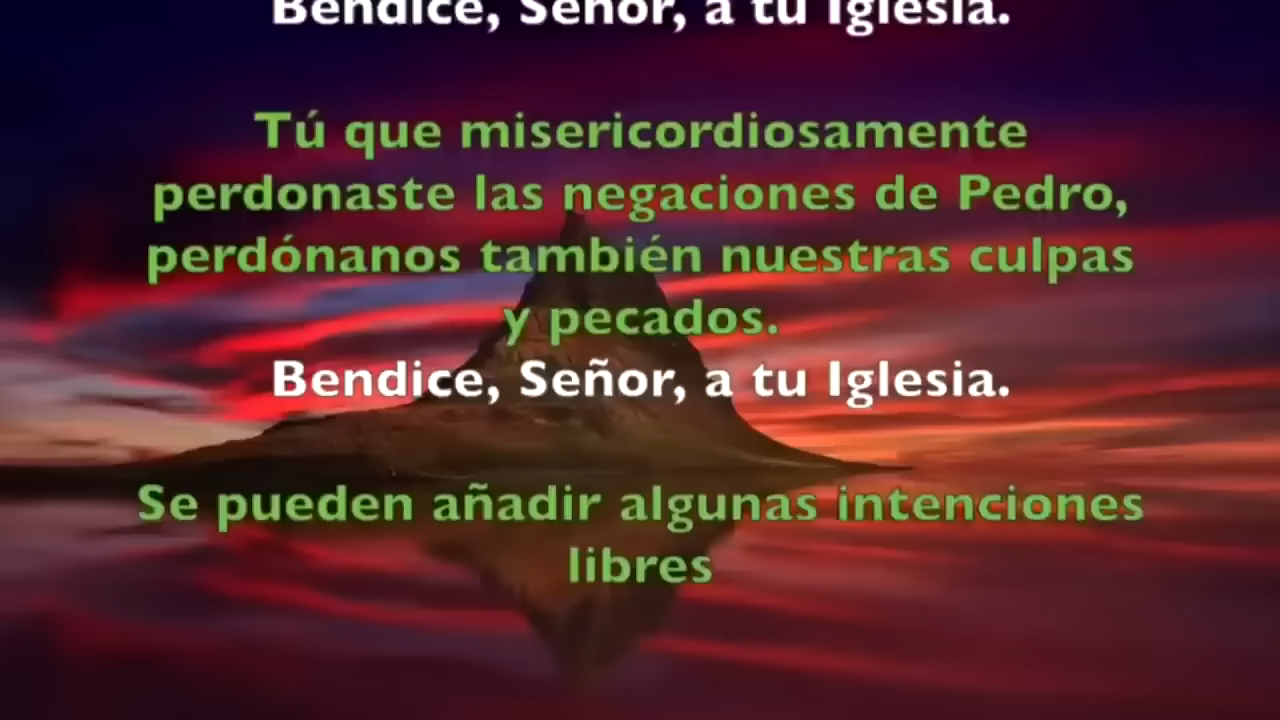 Bendice, Señor, a tu Iglesia.
Tú que misericordiosamente
perdonaste las negaciones de Pedro,
perdónanos también nuestras culpas
y pecados.
Bendice, Señor, a tu Iglesia.
Se pueden añadir algunas intenciones
libres